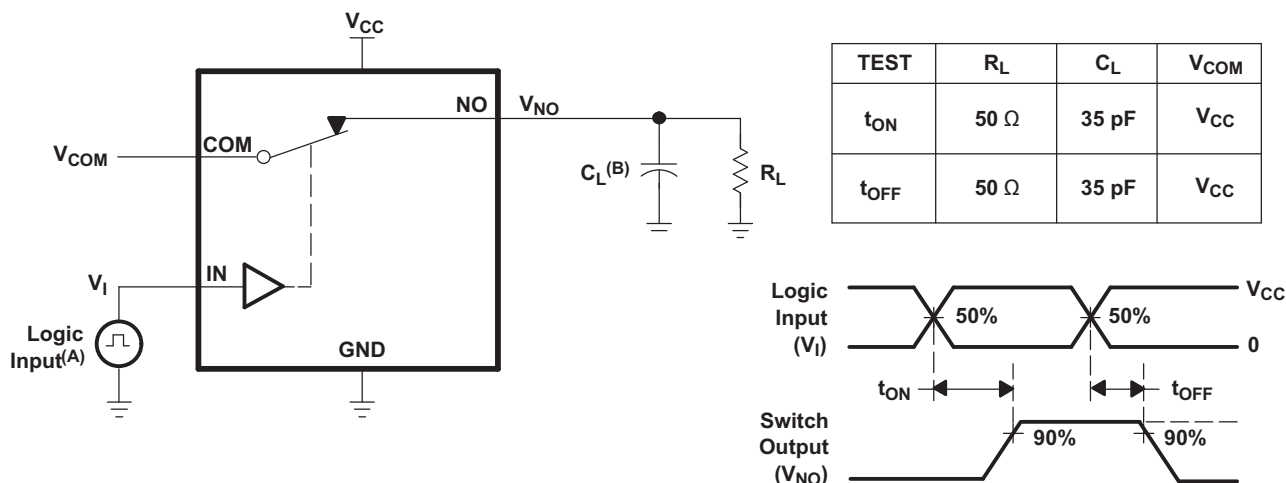 VCC
NO
VNO
VCOM
COM
CL(B)
RL
VI
IN
Logic
Input(A)
GND
TEST RL CL VCOM
tON 50 Ω 35 pF VCC
tOFF 50 Ω 35 pF VCC
Logic
Input
(VI)
50%
50%
VCC
0
tON
tOFF
Switch
Output
(VNO)
90%
90%